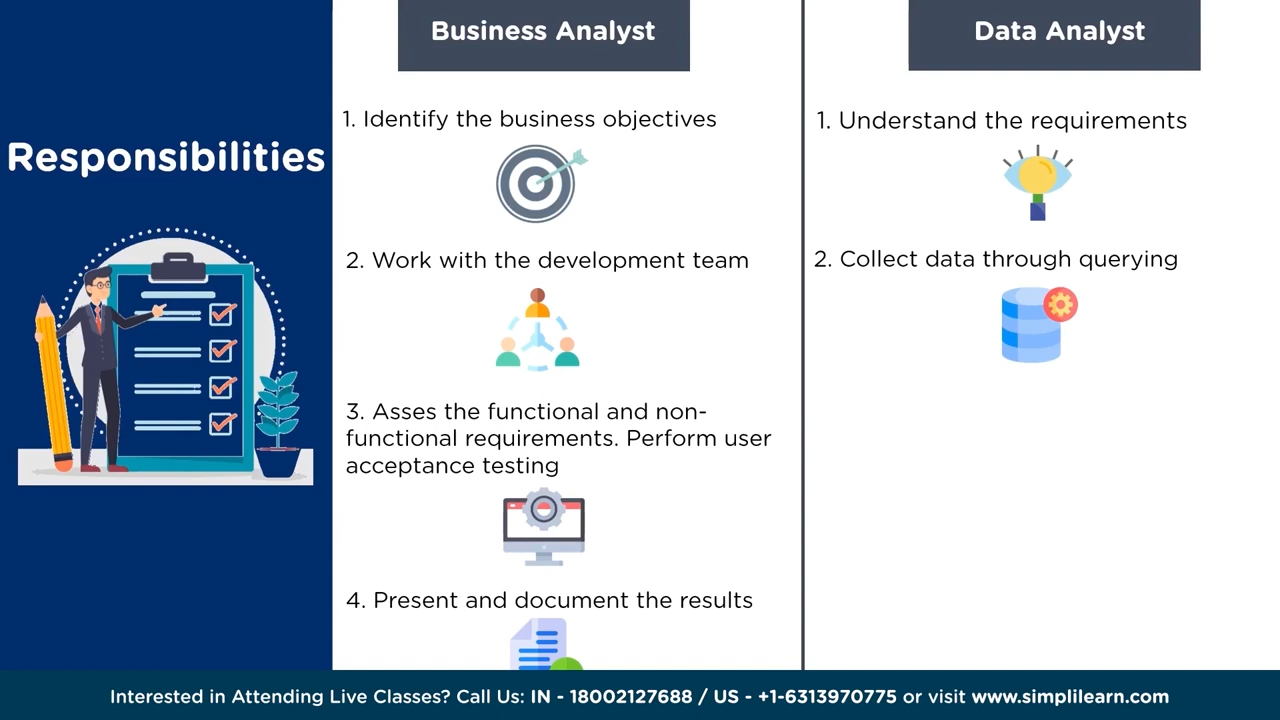 Responsibilities
Business Analyst
1. Identify the business objectives
2. Work with the development team
3. Asses the functional and non-
functional requirements. Perform user
acceptance testing
4. Present and document the results
Data Analyst
1. Understand the requirements
2. Collect data through querying
Interested in Attending Live Classes? Call Us: IN - 18002127688 / US - +1-6313970775 or visit www.simplilearn.com